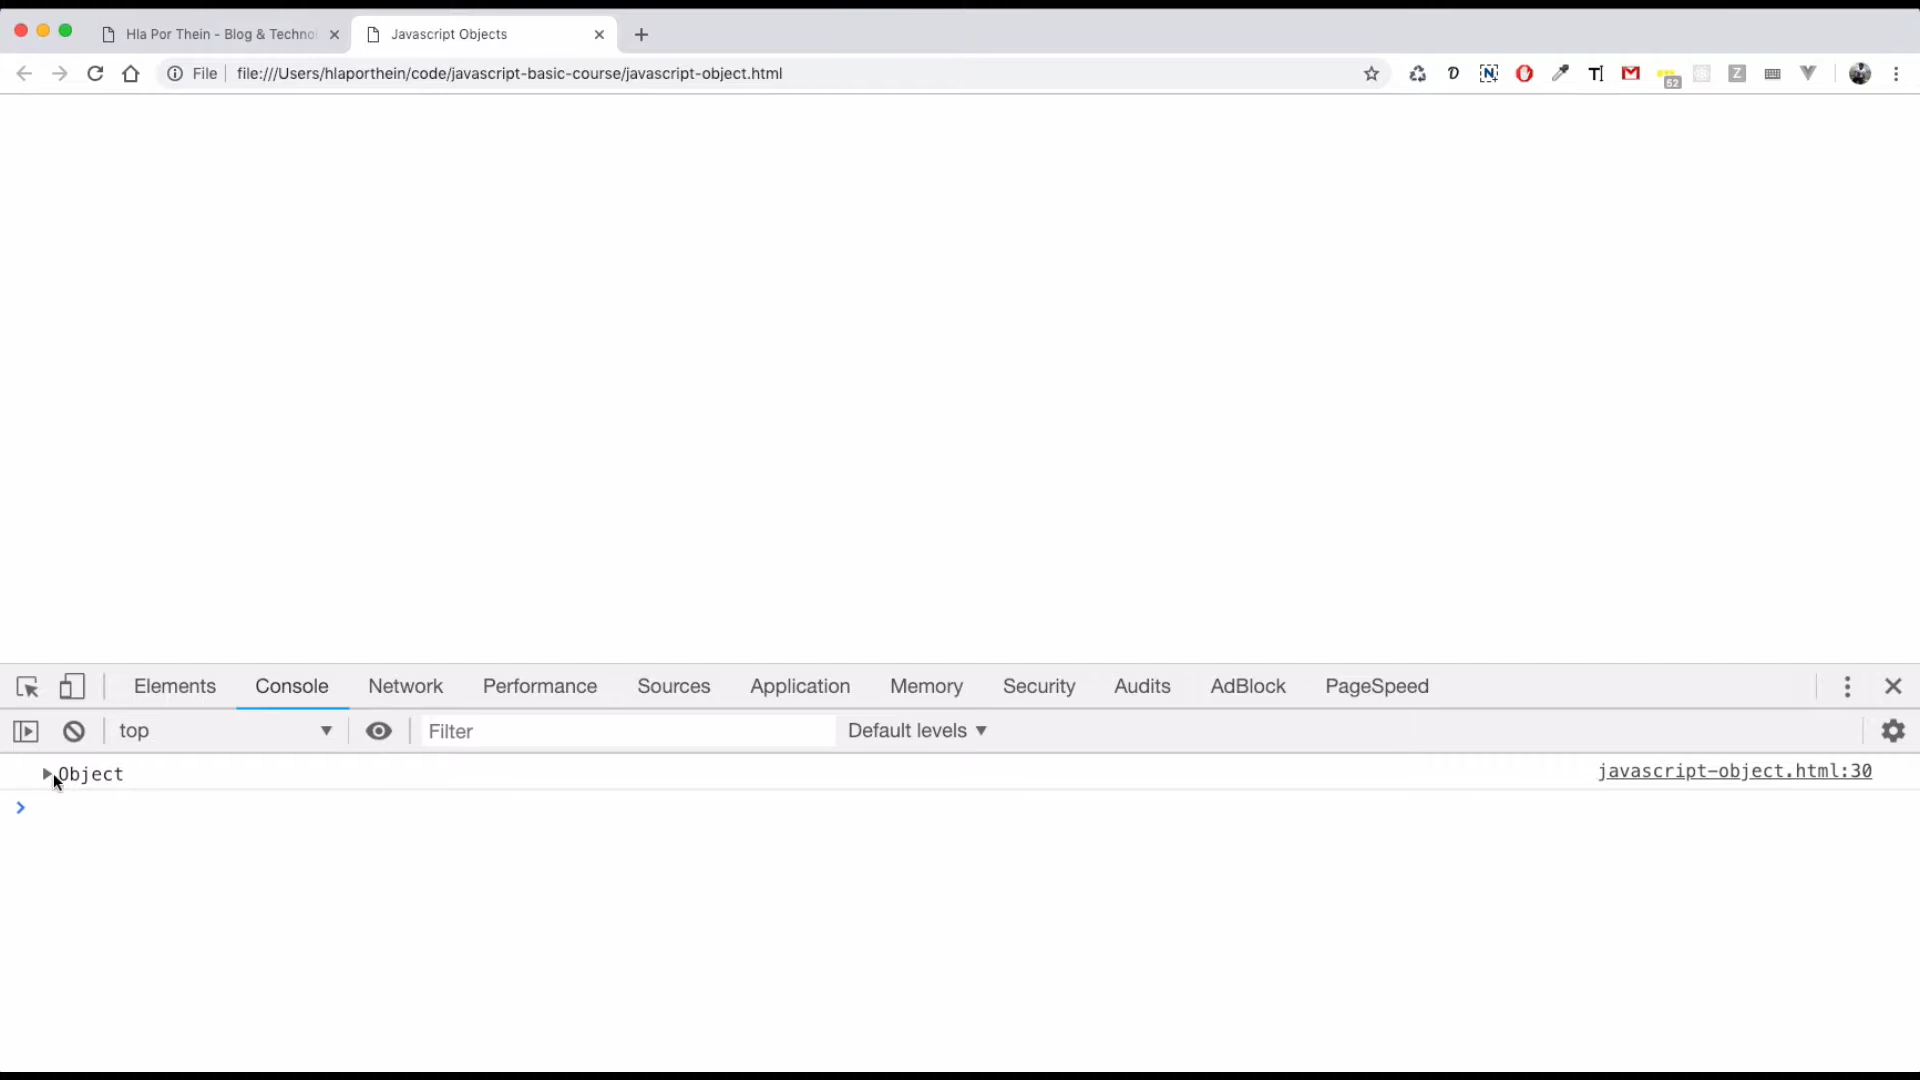 Hla Por Thein - Blog & Techno
Javascript Objects
File
file:///Users/hlaporthein/code/javascript-basic-course/javascript-object.html
52
Z
Elements
Console
Network
Performance
Sources
Application
Memory
Security
Audits
AdBlock
PageSpeed
top
Filter
Default levels
Object
javascript-object.html:30